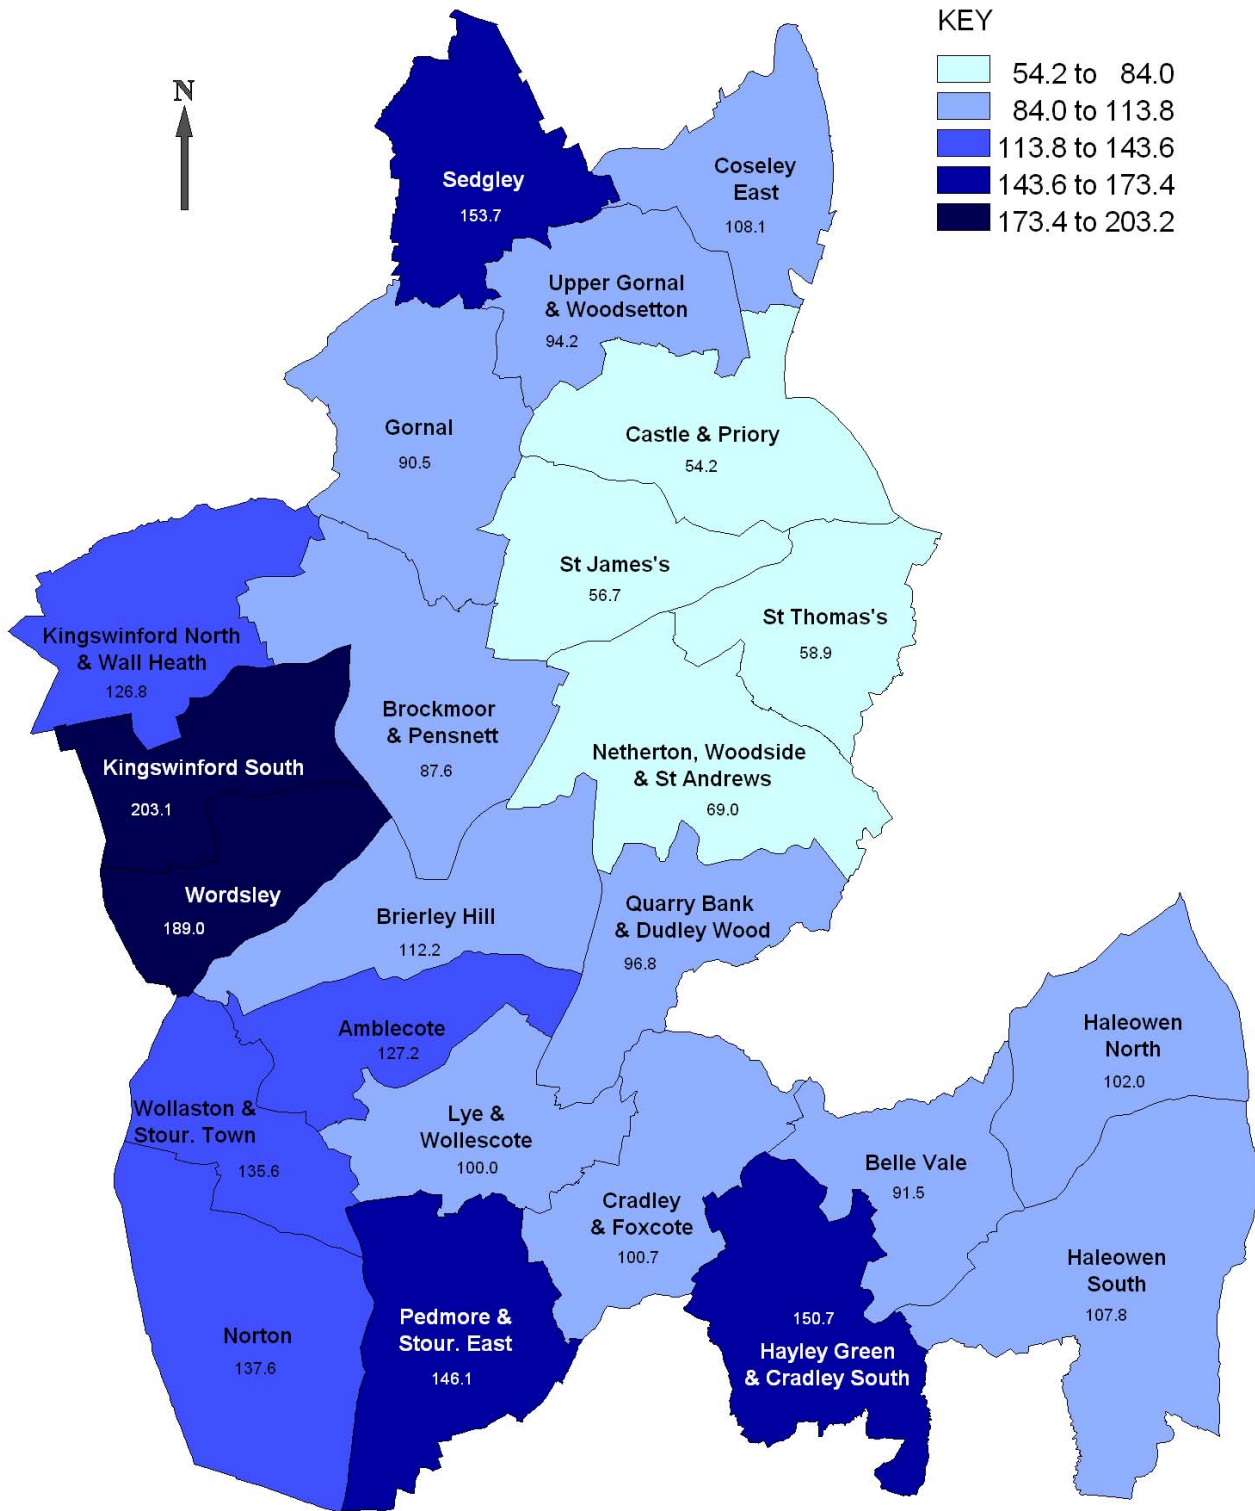 KEY
54.2 to 84.0
84.0 to 113.8
113.8 to 143.6
143.6 to 173.4
173.4 to 203.2
N
Sedgley
153.7
Coseley
East
108.1
Upper Gornal
& Woodsetton
94.2
Gornal
90.5
Castle & Priory
54.2
St James's
56.7
St Thomas's
58.9
Kingswinford North
& Wall Heath
126.8
Brockmoor
& Pensnett
87.6
Netherton, Woodside
& St Andrews
69.0
Kingswinford South
203.1
Wordsley
189.0
Brierley Hill
112.2
Quarry Bank
& Dudley Wood
96.8
Amblecote
127.2
Haleowen
North
102.0
Wollaston &
Stour. Town
135.6
Lye &
Wollescote
100.0
Belle Vale
91.5
Cradley
& Foxcote
100.7
Haleowen
South
107.8
Norton
137.6
Pedmore &
Stour. East
146.1
150.7
Hayley Green
& Cradley South